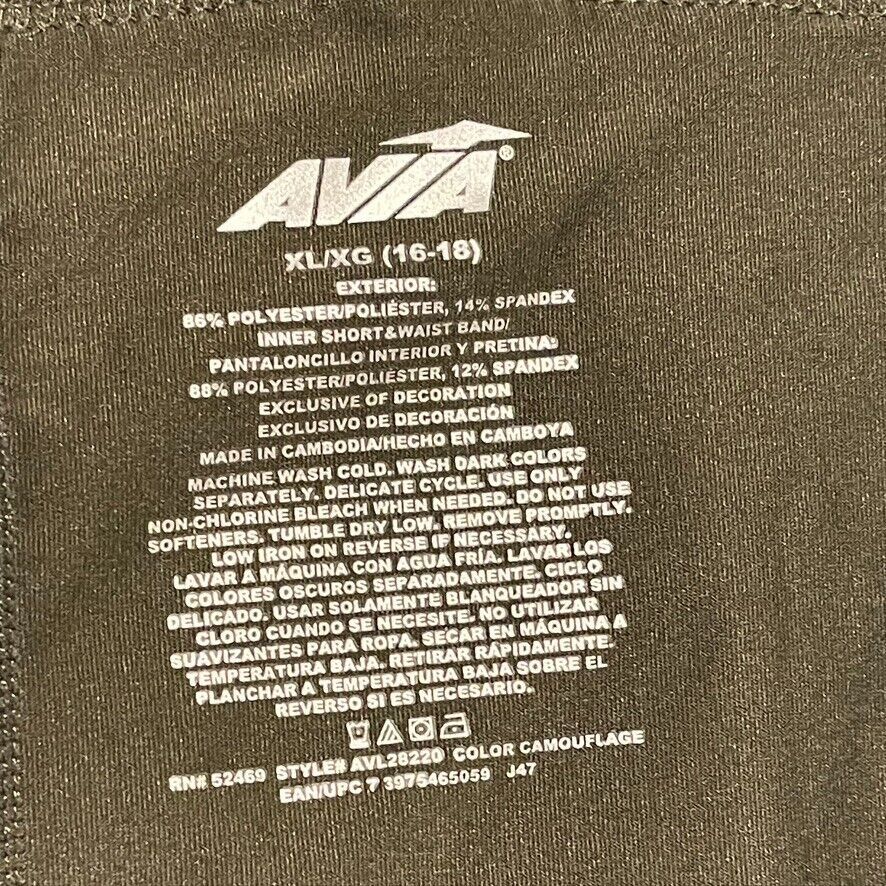 AVIA®
XL/XG (16-18)
EXTERIOR:
86% POLYESTER/POLIÉSTER, 14% SPANDEX
INNER SHORT&WAIST BAND/
PANTALONCILLO INTERIOR Y PRETINA:
88% POLYESTER/POLIÉSTER, 12% SPANDEX
EXCLUSIVE OF DECORATION
EXCLUSIVO DE DECORACIÓN
MADE IN CAMBODIA/HECHO EN CAMBOYA
MACHINE WASH COLD. WASH DARK COLORS
SEPARATELY. DELICATE CYCLE. USE ONLY
NON-CHLORINE BLEACH WHEN NEEDED. DO NOT USE
SOFTENERS. TUMBLE DRY LOW. REMOVE PROMPTLY.
LOW IRON ON REVERSE IF NECESSARY.
LAVAR A MÁQUINA CON AGUA FRÍA. LAVAR LOS
COLORES OSCUROS SEPARADAMENTE. CICLO
DELICADO. USAR SOLAMENTE BLANQUEADOR SIN
CLORO CUANDO SE NECESITE. NO UTILIZAR
SUAVIZANTES PARA ROPA. SECAR EN MÁQUINA A
TEMPERATURA BAJA. RETIRAR RÁPIDAMENTE.
PLANCHAR A TEMPERATURA BAJA SOBRE EL
REVERSO SI ES NECESARIO.
RN# 52469 STYLE# AVL28220 COLOR CAMOUFLAGE
EAN/UPC 7 3975465059 J47